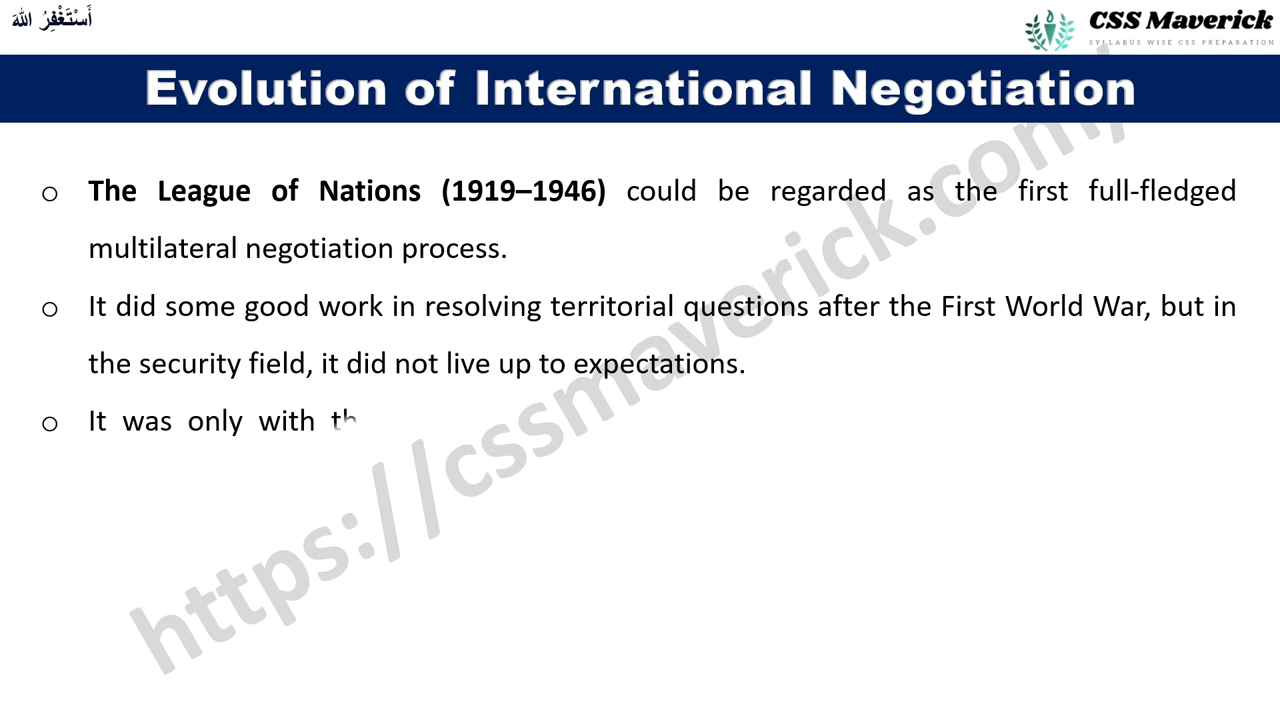 أَسْتَغْفِرُ اللهَ
CSS Maverick
SYLLABUS WISE CSS PREPARATION
Evolution of International Negotiation
o The League of Nations (1919–1946) could be regarded as the first full-fledged
multilateral negotiation process.
o It did some good work in resolving territorial questions after the First World War, but in
the security field, it did not live up to expectations.
o It was only with
https://cssmaverick.com/